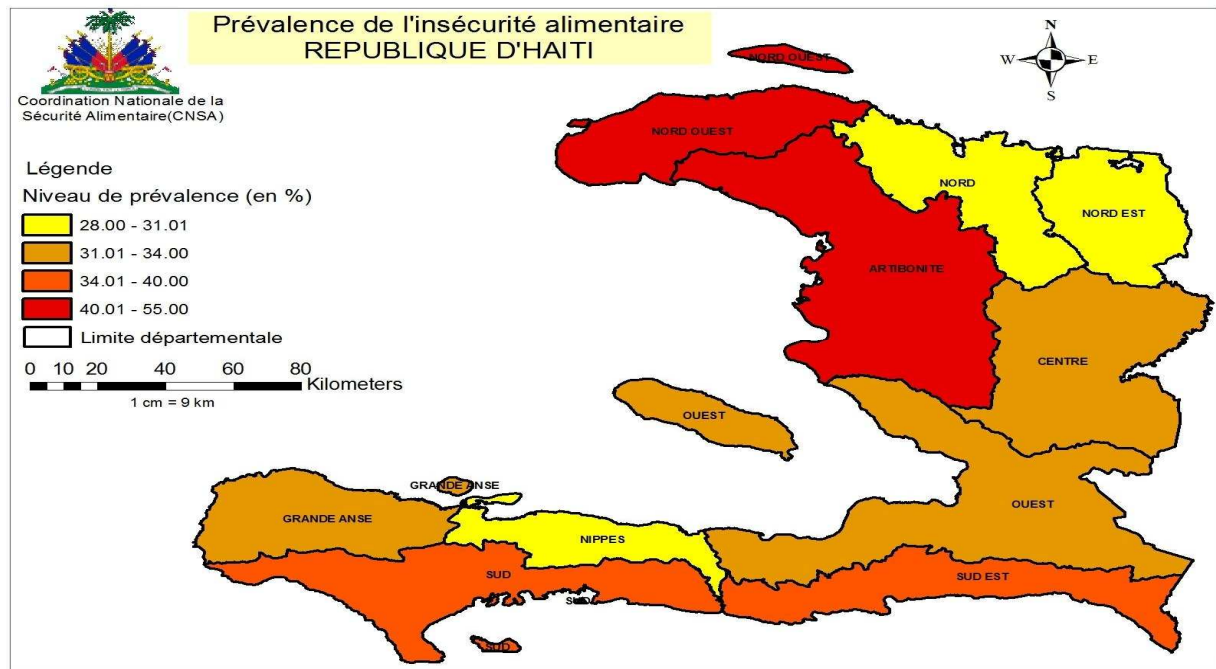 Prévalence de l'insécurité alimentaire
REPUBLIQUE D'HAITI
Coordination Nationale de la
Sécurité Alimentaire(CNSA)
N
W
E
S
Légende
Niveau de prévalence (en %)
28.00 - 31.01
31.01 - 34.00
34.01 - 40.00
40.01 - 55.00
Limite départementale
0 10 20 40 60 80
Kilometers
1 cm = 9 km
NORD OUEST
NORD OUEST
NORD
NORD EST
ARTIBONITE
CENTRE
OUEST
GRANDE ANSE
GRANDE ANSE
NIPPES
OUEST
SUD
SUD EST
SUD
SUD